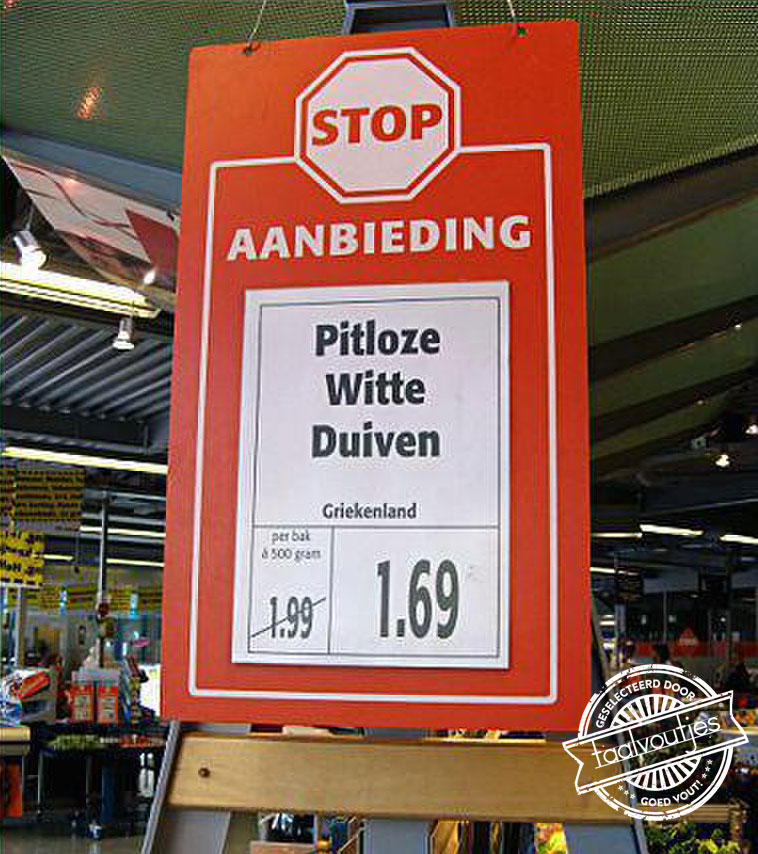 STOP
AANBIEDING
Pitloze
Witte
Duiven
Griekenland
per bak
á 500 gram
1.99
1.69
GESELECTEERD DOOR
taalvoutjes
GOED VOUT!